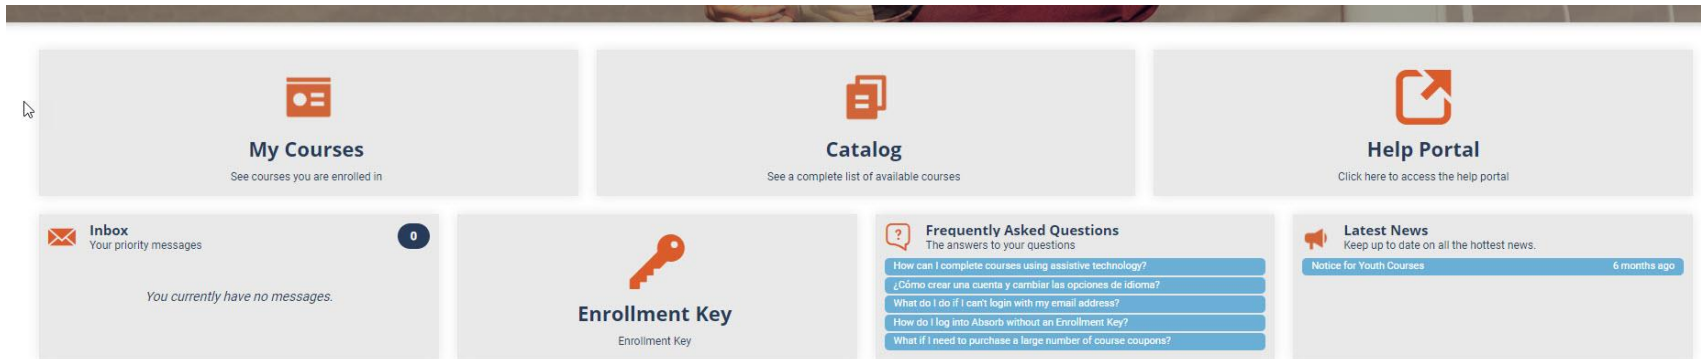 My Courses
See courses you are enrolled in
Catalog
See a complete list of available courses
Help Portal
Click here to access the help portal
Inbox
Your priority messages
0
You currently have no messages.
Enrollment Key
Enrollment Key
?
Frequently Asked Questions
The answers to your questions
How can I complete courses using assistive technology?
¿Cómo crear una cuenta y cambiar las opciones de idioma?
What do I do if I can't login with my email address?
How do I log into Absorb without an Enrollment Key?
What if I need to purchase a large number of course coupons?
Latest News
Keep up to date on all the hottest news.
Notice for Youth Courses 6 months ago